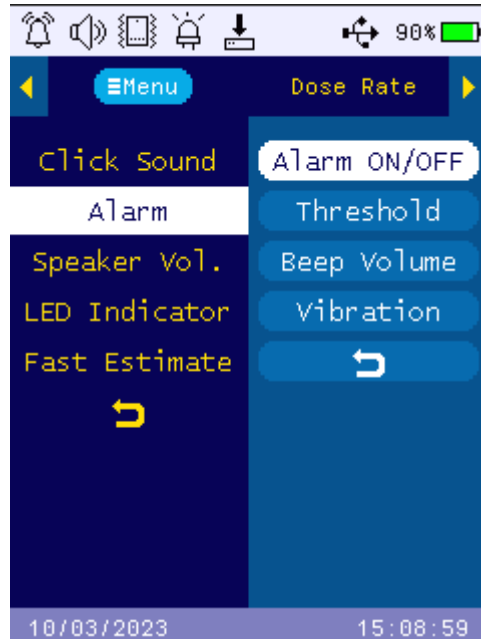 90%
≡Menu Dose Rate
Click Sound
Alarm
Speaker Vol.
LED Indicator
Fast Estimate
Alarm ON/OFF
Threshold
Beep Volume
Vibration
10/03/2023 15:08:59